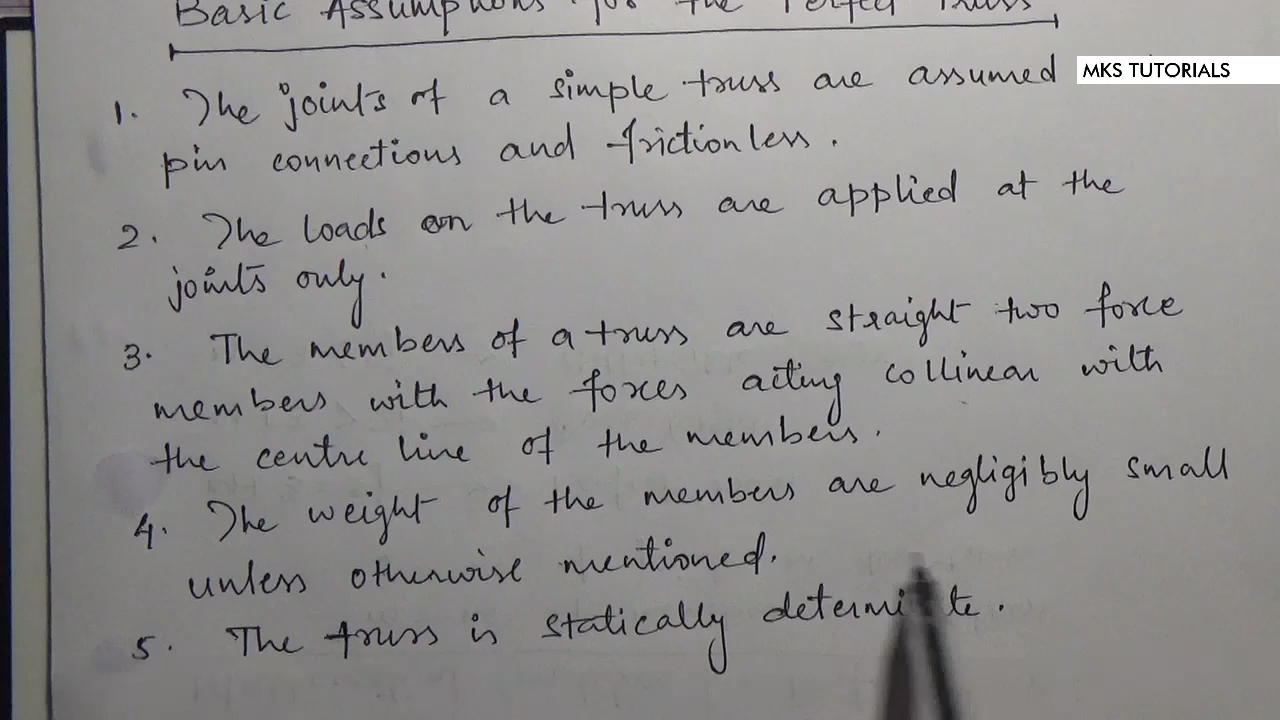 Basic Assumptions for the Perfect Truss
MKS TUTORIALS
1. The joints of a simple truss are assumed
pin connections and frictionless.
2. The loads on the truss are applied at the
joints only.
3. The members of a truss are straight two force
members with the forces acting collinear with
the centre line of the members.
4. The weight of the members are negligibly small
unless otherwise mentioned.
5. The truss is statically